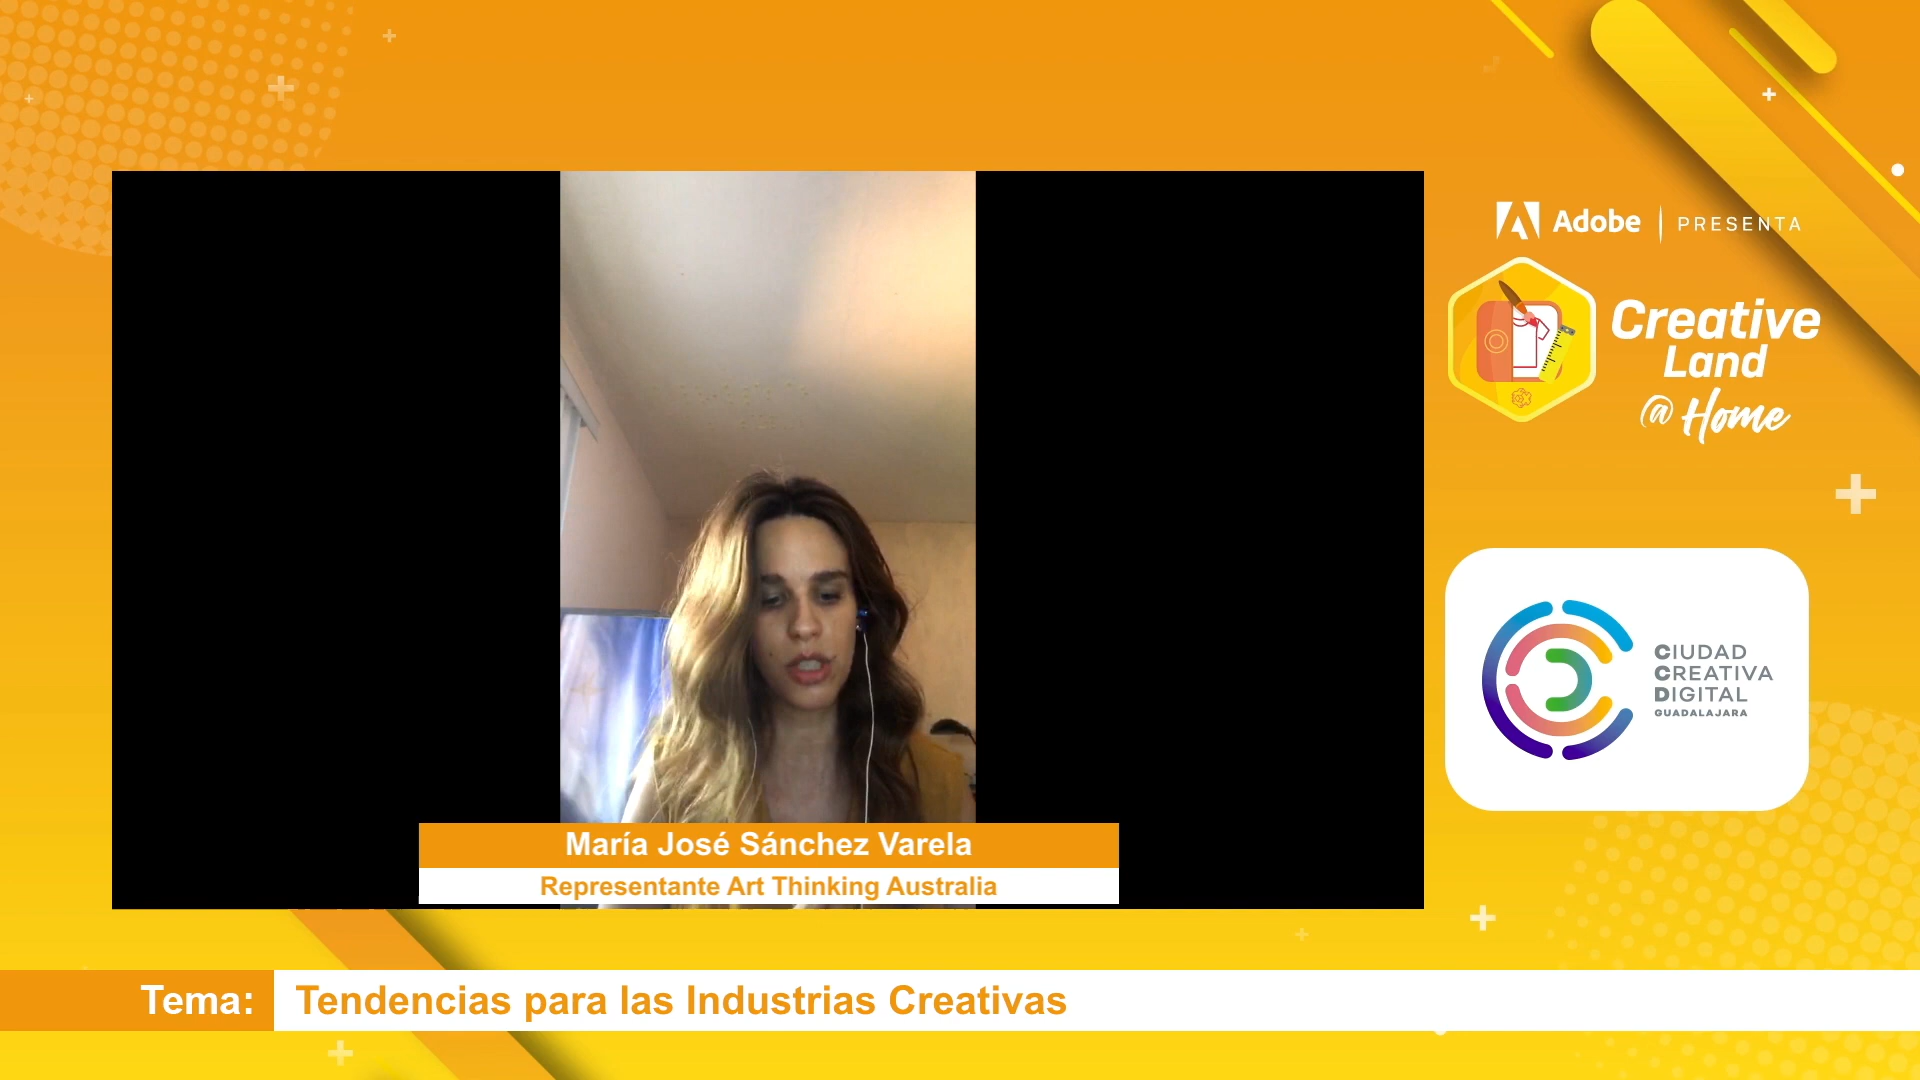 Adobe | PRESENTA
Creative
Land
@ Home
CIUDAD
CREATIVA
DIGITAL
GUADALAJARA
María José Sánchez Varela
Representante Art Thinking Australia
Tema: Tendencias para las Industrias Creativas